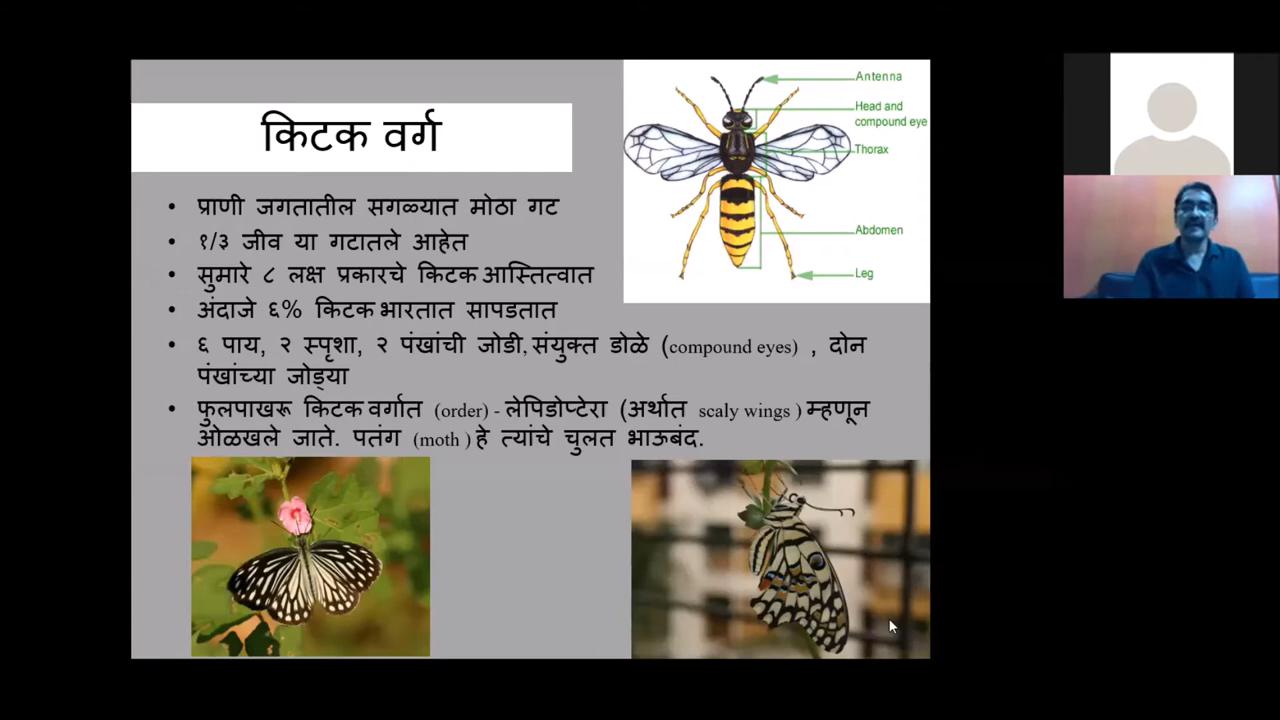 किटक वर्ग
• प्राणी जगतातील सगळ्यात मोठा गट
• १/३ जीव या गटातले आहेत
• सुमारे ८ लक्ष प्रकारचे किटक आस्तित्वात
• अंदाजे ६% किटक भारतात सापडतात
• ६ पाय, २ स्पृशा, २ पंखांची जोडी, संयुक्त डोळे (compound eyes) , दोन
पंखांच्या जोड्या
• फुलपाखरू किटक वर्गात (order) - लेपिडोप्टेरा (अर्थात scaly wings ) म्हणून
ओळखले जाते. पतंग (moth ) हे त्यांचे चुलत भाऊबंद.
Antenna
Head and
compound eye
Thorax
Abdomen
Leg